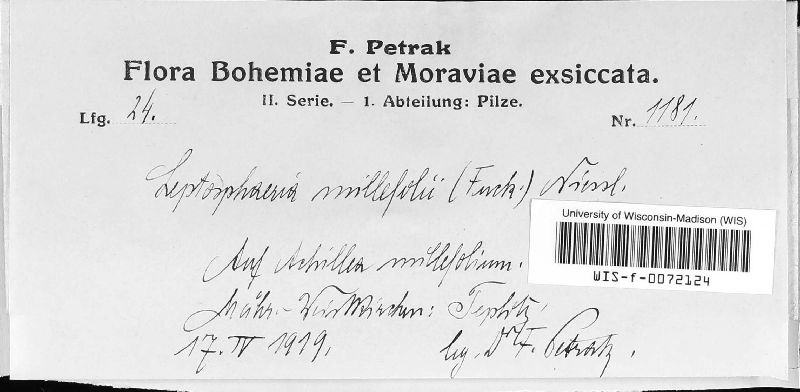 F. Petrak
Flora Bohemiae et Moraviae exsiccata.
II. Serie. – 1. Abteilung: Pilze.
Lfg. 24.
Nr. 1181.
Leptosphaeria millefolii (Fuck.) Niessl.
University of Wisconsin-Madison (WIS)
WIS-f-0072124
Auf Achillea millefolium.
Mähr.-Weisskirchen: Teplitz,
17. IV 1919.
leg. Dr F. Petrak.